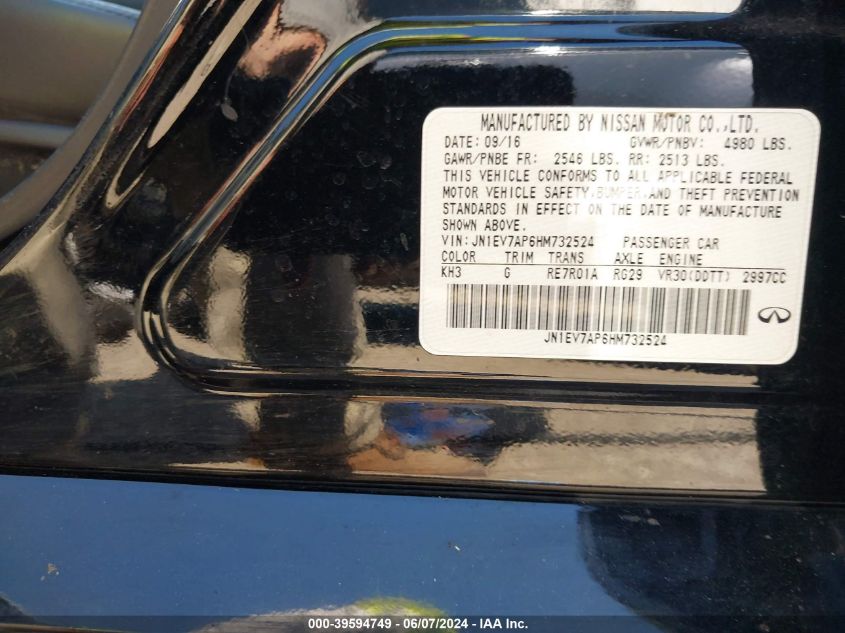 MANUFACTURED BY NISSAN MOTOR CO.,LTD.
DATE: 09/16 GVWR/PNBV: 4980 LBS.
GAWR/PNBE FR: 2546 LBS. RR: 2513 LBS.
THIS VEHICLE CONFORMS TO ALL APPLICABLE FEDERAL
MOTOR VEHICLE SAFETY,BUMPER,AND THEFT PREVENTION
STANDARDS IN EFFECT ON THE DATE OF MANUFACTURE
SHOWN ABOVE.
VIN:JN1EV7AP6HM732524 PASSENGER CAR
COLOR TRIM TRANS AXLE ENGINE
KH3 G RE7R01A RG29 VR30(DDTT) 2997CC
JN1EV7AP6HM732524
000-39594749 - 06/07/2024 - IAA Inc.